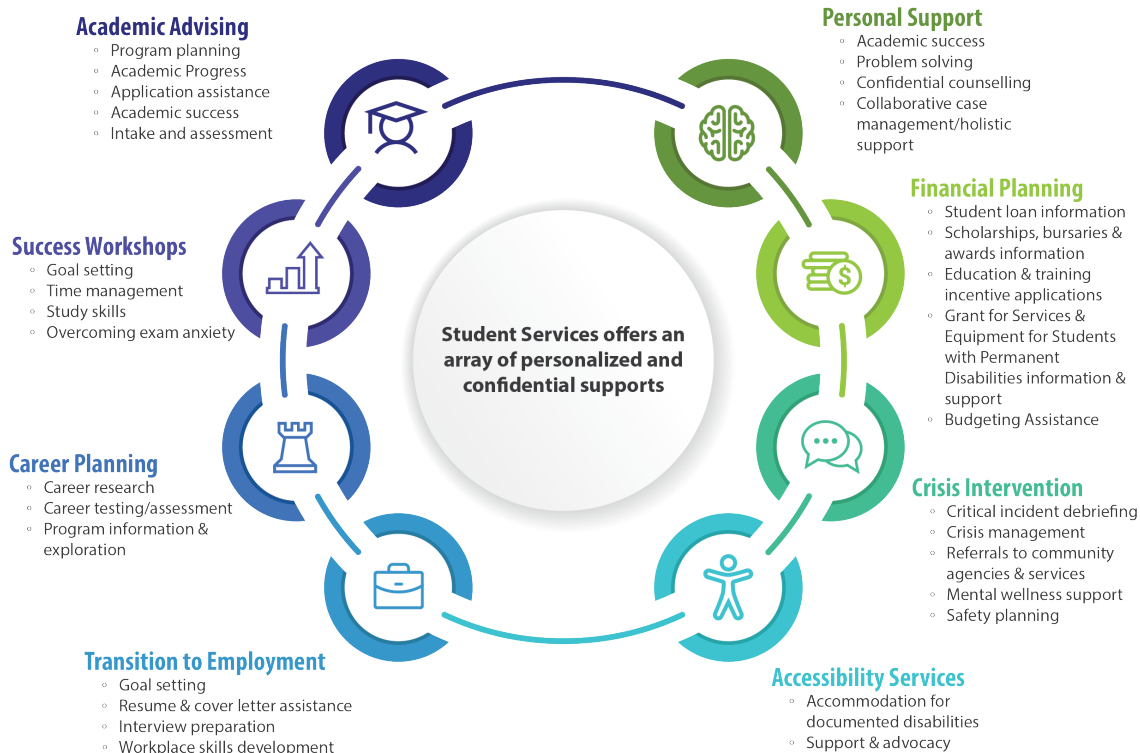 Academic Advising
◦ Program planning
◦ Academic Progress
◦ Application assistance
◦ Academic success
◦ Intake and assessment
Personal Support
◦ Academic success
◦ Problem solving
◦ Confidential counselling
◦ Collaborative case
management/holistic
support
Success Workshops
◦ Goal setting
◦ Time management
◦ Study skills
◦ Overcoming exam anxiety
Financial Planning
◦ Student loan information
◦ Scholarships, bursaries &
awards information
◦ Education & training
incentive applications
◦ Grant for Services &
Equipment for Students
with Permanent
Disabilities information &
support
◦ Budgeting Assistance
$
Student Services offers an
array of personalized and
confidential supports
Career Planning
◦ Career research
◦ Career testing/assessment
◦ Program information &
exploration
Crisis Intervention
◦ Critical incident debriefing
◦ Crisis management
◦ Referrals to community
agencies & services
◦ Mental wellness support
◦ Safety planning
Transition to Employment
◦ Goal setting
◦ Resume & cover letter assistance
◦ Interview preparation
◦ Workplace skills development
Accessibility Services
◦ Accommodation for
documented disabilities
◦ Support & advocacy